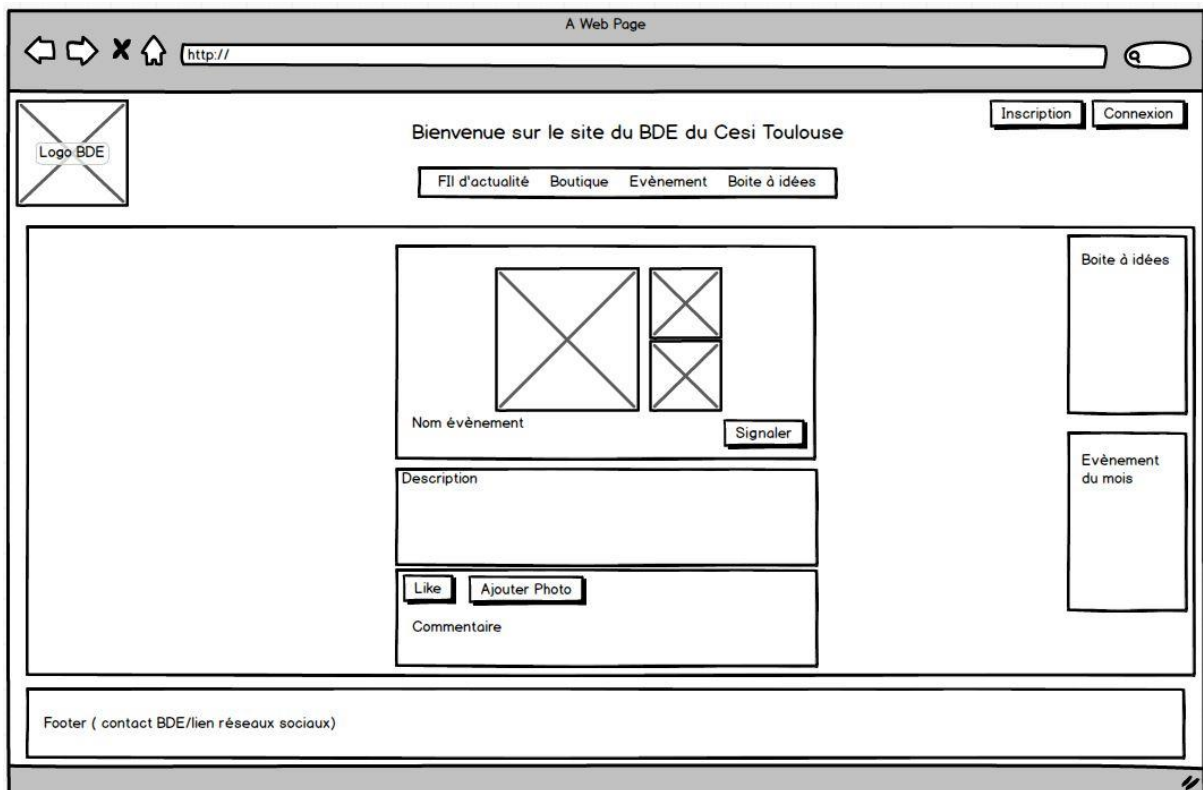 A Web Page
http://
Inscription
Connexion
Logo BDE
Bienvenue sur le site du BDE du Cesi Toulouse
FIl d'actualité
Boutique
Evènement
Boite à idées
Nom évènement
Signaler
Boite à idées
Description
Evènement
du mois
Like
Ajouter Photo
Commentaire
Footer ( contact BDE/lien réseaux sociaux)